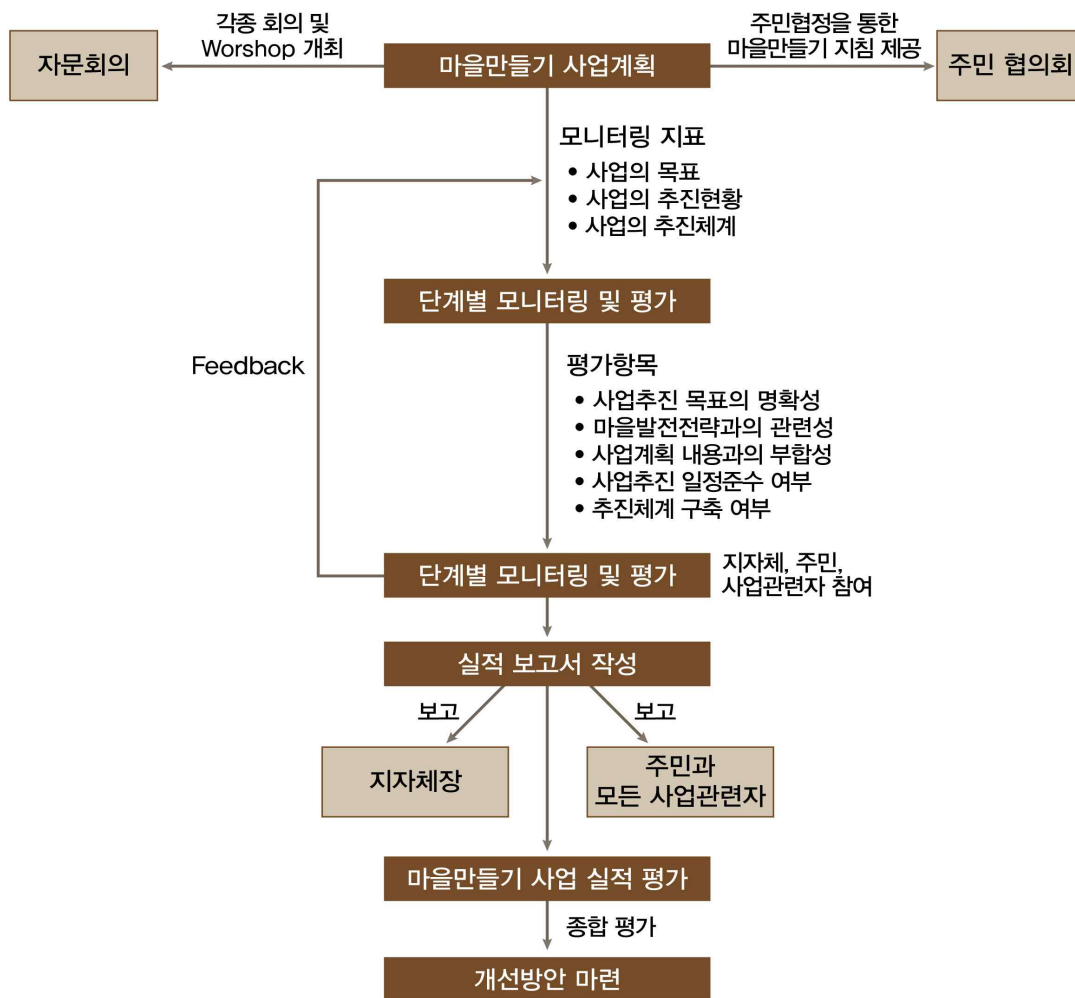 각종 회의 및
Worshop 개최
주민협정을 통한
마을만들기 지침 제공
자문회의
마을만들기 사업계획
주민 협의회
모니터링 지표
• 사업의 목표
• 사업의 추진현황
• 사업의 추진체계
단계별 모니터링 및 평가
Feedback
평가항목
• 사업추진 목표의 명확성
• 마을발전전략과의 관련성
• 사업계획 내용과의 부합성
• 사업추진 일정준수 여부
• 추진체계 구축 여부
단계별 모니터링 및 평가
지자체, 주민,
사업관련자 참여
실적 보고서 작성
보고
보고
지자체장
주민과
모든 사업관련자
마을만들기 사업 실적 평가
종합 평가
개선방안 마련